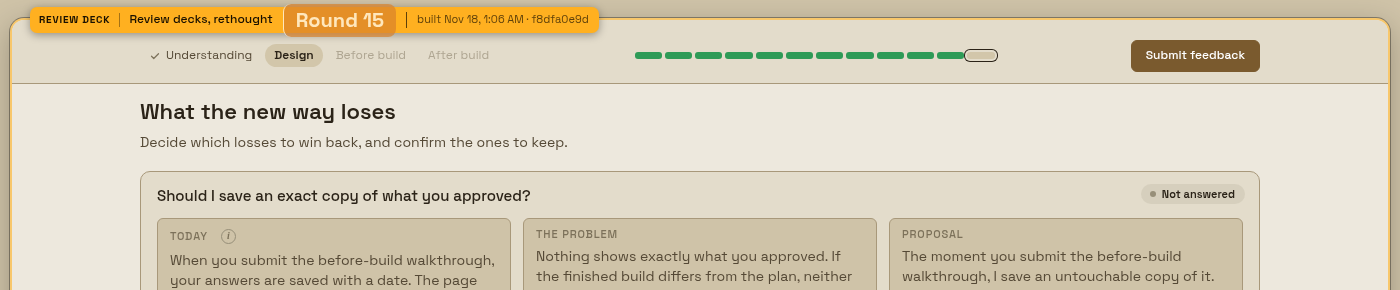 REVIEW DECK Review decks, rethought Round 15 built Nov 18, 1:06 AM · f8dfa0e9d
Understanding Design Before build After build Submit feedback
What the new way loses
Decide which losses to win back, and confirm the ones to keep.
Should I save an exact copy of what you approved? Not answered
TODAY i
When you submit the before-build walkthrough,
your answers are saved with a date. The page
THE PROBLEM
Nothing shows exactly what you approved. If
the finished build differs from the plan, neither
PROPOSAL
The moment you submit the before-build
walkthrough, I save an untouchable copy of it.